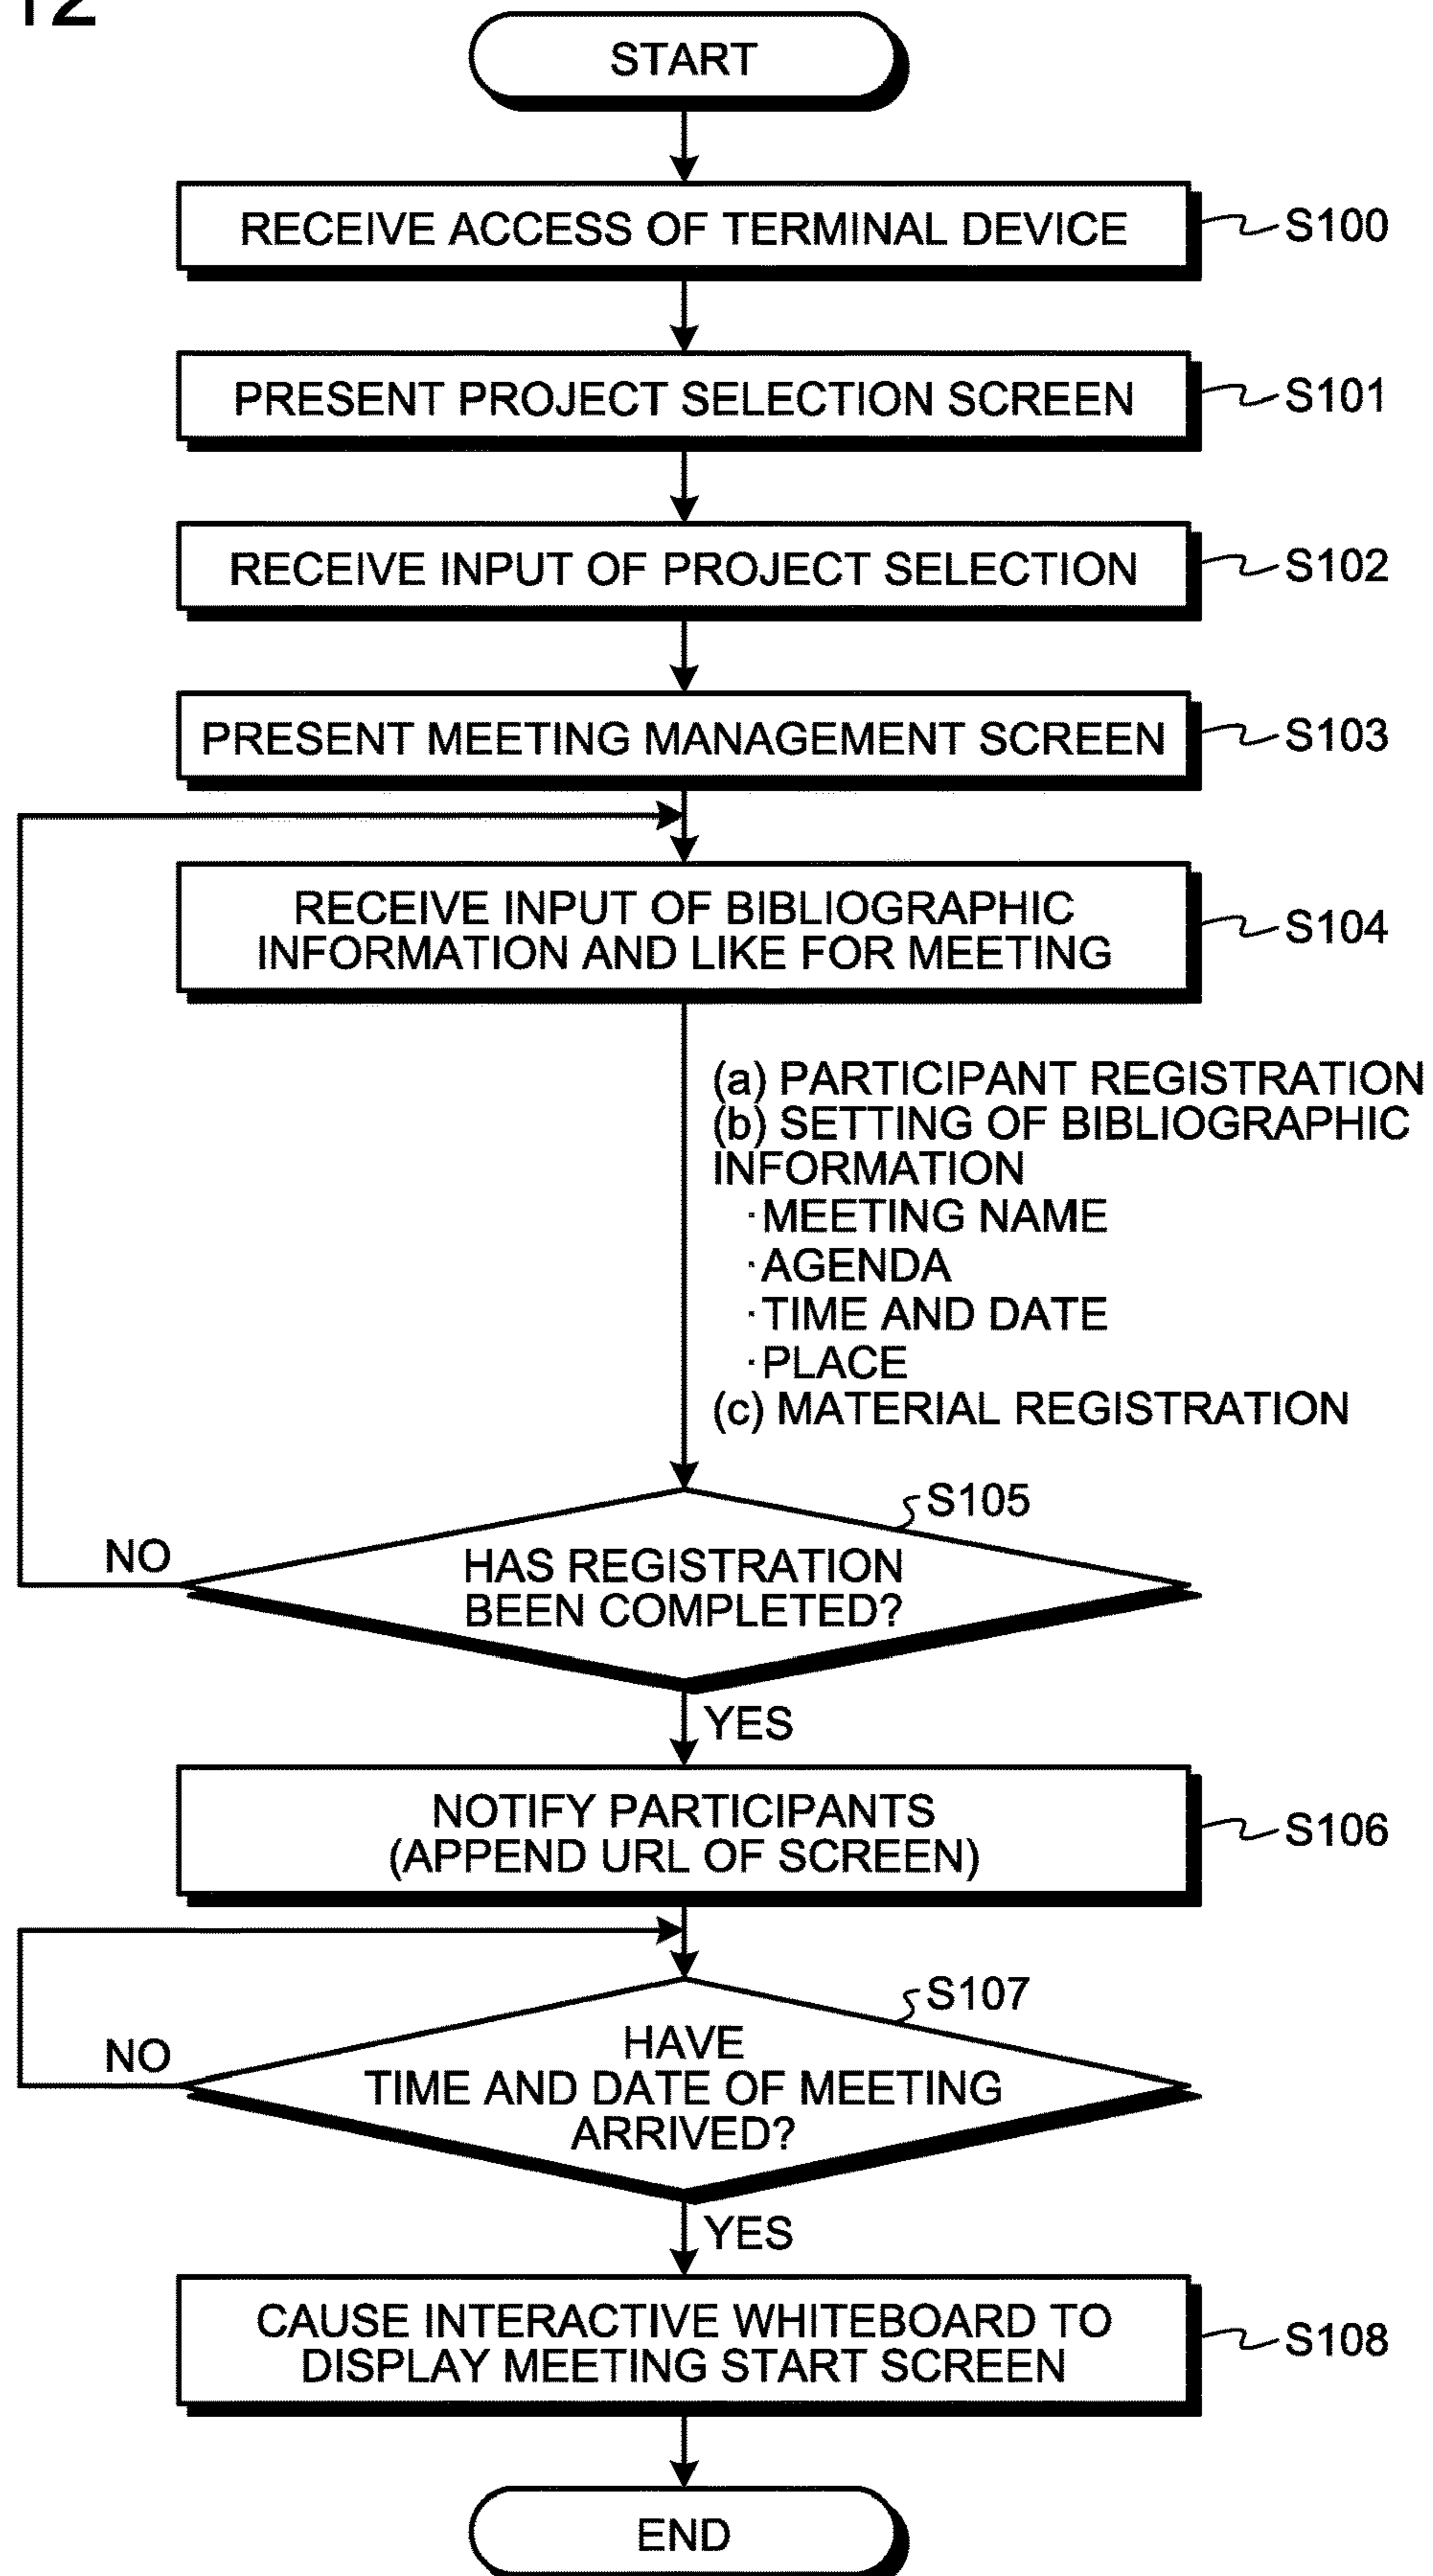 12
START
RECEIVE ACCESS OF TERMINAL DEVICE
S100
PRESENT PROJECT SELECTION SCREEN
S101
RECEIVE INPUT OF PROJECT SELECTION
S102
PRESENT MEETING MANAGEMENT SCREEN
S103
RECEIVE INPUT OF BIBLIOGRAPHIC
INFORMATION AND LIKE FOR MEETING
S104
(a) PARTICIPANT REGISTRATION
(b) SETTING OF BIBLIOGRAPHIC
INFORMATION
·MEETING NAME
·AGENDA
·TIME AND DATE
·PLACE
(c) MATERIAL REGISTRATION
S105
NO
HAS REGISTRATION
BEEN COMPLETED?
YES
NOTIFY PARTICIPANTS
(APPEND URL OF SCREEN)
S106
S107
NO
HAVE
TIME AND DATE OF MEETING
ARRIVED?
YES
CAUSE INTERACTIVE WHITEBOARD TO
DISPLAY MEETING START SCREEN
S108
END